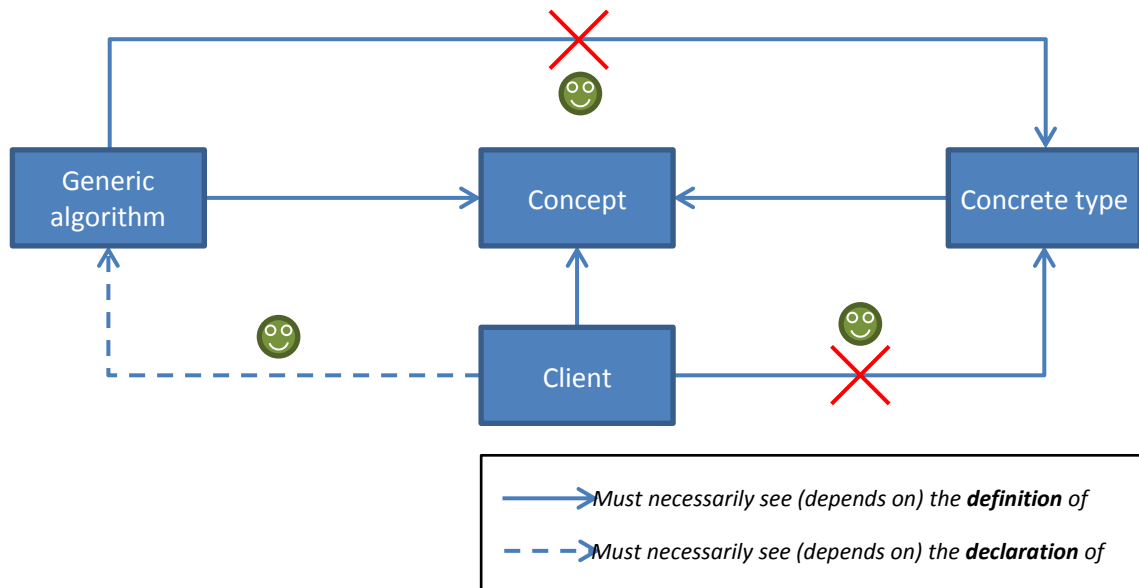 Generic
algorithm
Concept
Concrete type
Client
Must necessarily see (depends on) the definition of
Must necessarily see (depends on) the declaration of